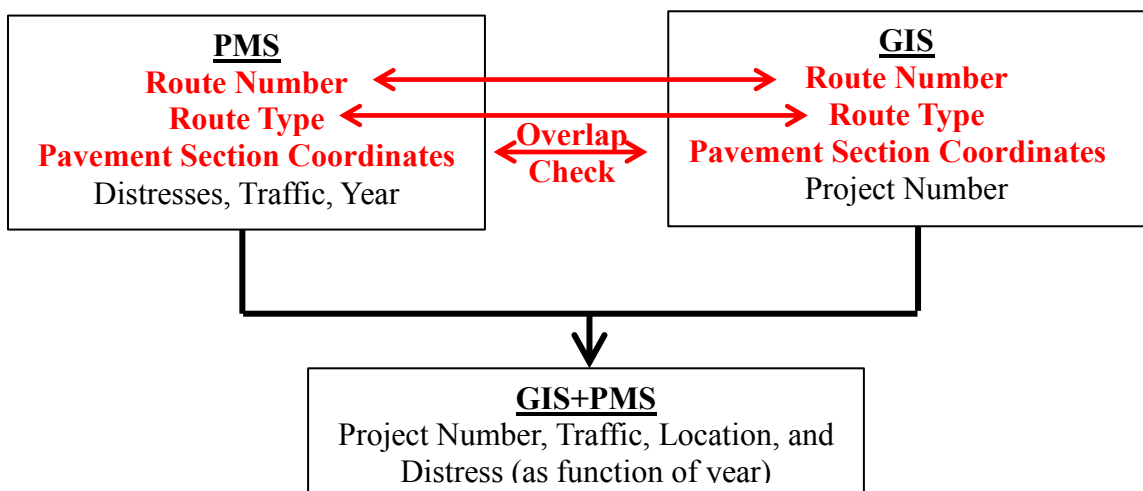 PMS
Route Number
Route Type
Pavement Section Coordinates
Distresses, Traffic, Year
Overlap
Check
GIS
Route Number
Route Type
Pavement Section Coordinates
Project Number
GIS+PMS
Project Number, Traffic, Location, and
Distress (as function of year)